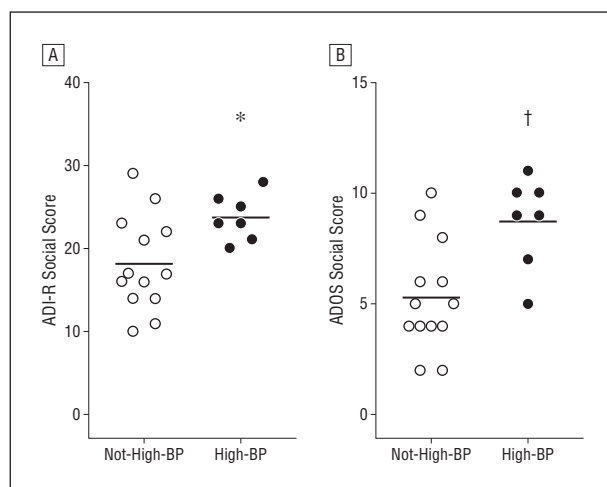 A
B
40
30
20
10
0
ADI-R Social Score
*
Not-High-BP
High-BP
15
10
5
0
ADOS Social Score
†
Not-High-BP
High-BP